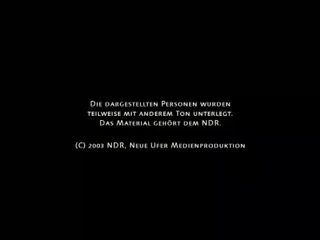 Die dargestellten Personen wurden
teilweise mit anderem Ton unterlegt.
Das Material gehört dem NDR.
(C) 2003 NDR, Neue Ufer Medienproduktion